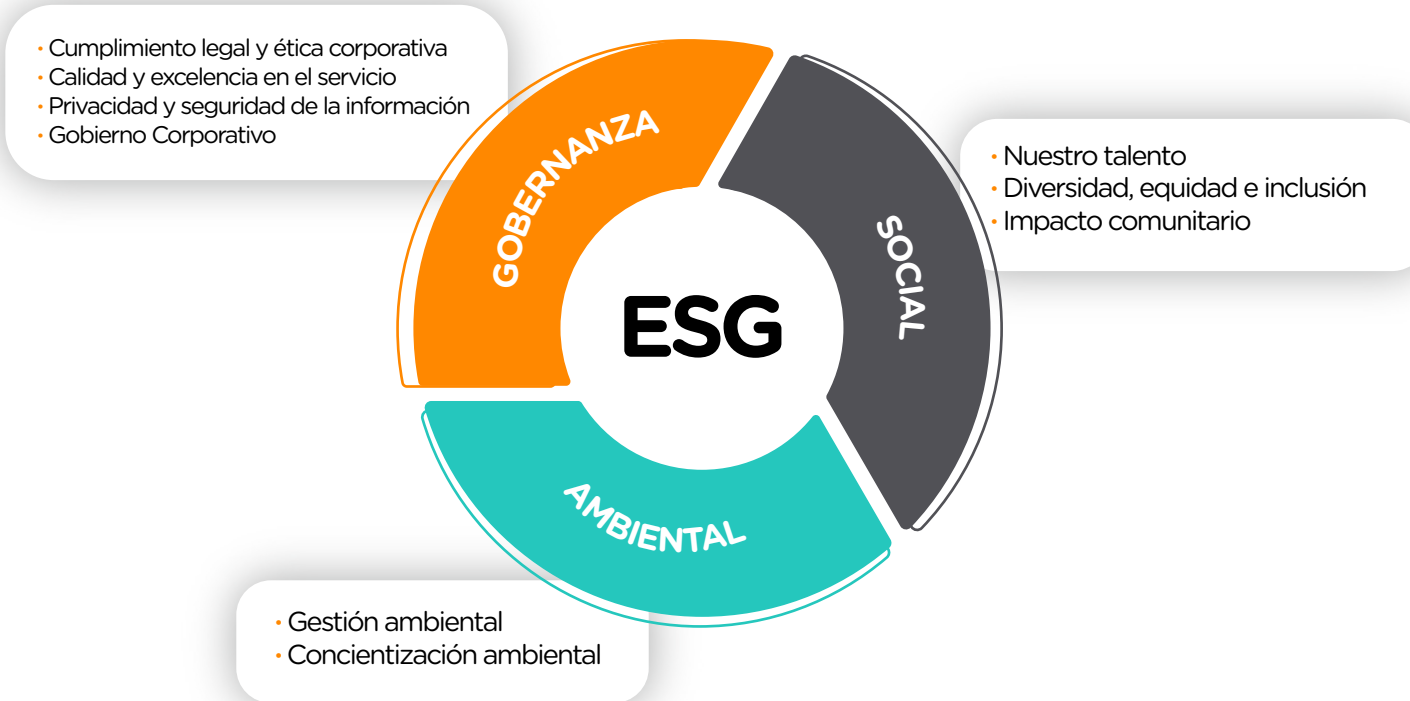 · Cumplimiento legal y ética corporativa
· Calidad y excelencia en el servicio
· Privacidad y seguridad de la información
· Gobierno Corporativo
GOBERNANZA
SOCIAL
· Nuestro talento
· Diversidad, equidad e inclusión
· Impacto comunitario
ESG
AMBIENTAL
· Gestión ambiental
· Concientización ambiental